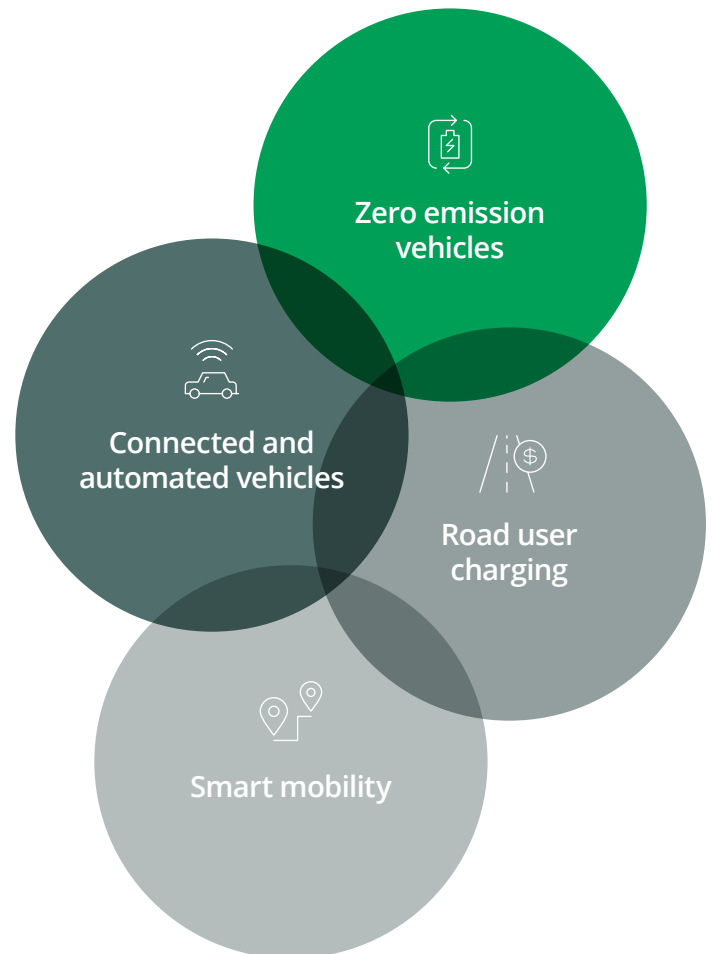 Zero emission
vehicles
Connected and
automated vehicles
$
Road user
charging
Smart mobility